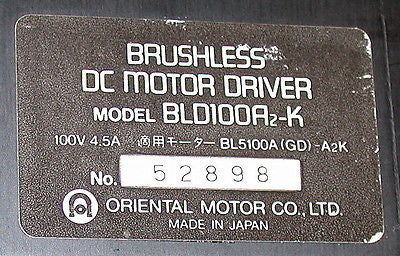 BRUSHLESS
DC MOTOR DRIVER
MODEL BLD100A2-K
100V 4.5A 適用モーター BL5100A(GD)-A2K
No. 52898
ORIENTAL MOTOR CO., LTD.
MADE IN JAPAN